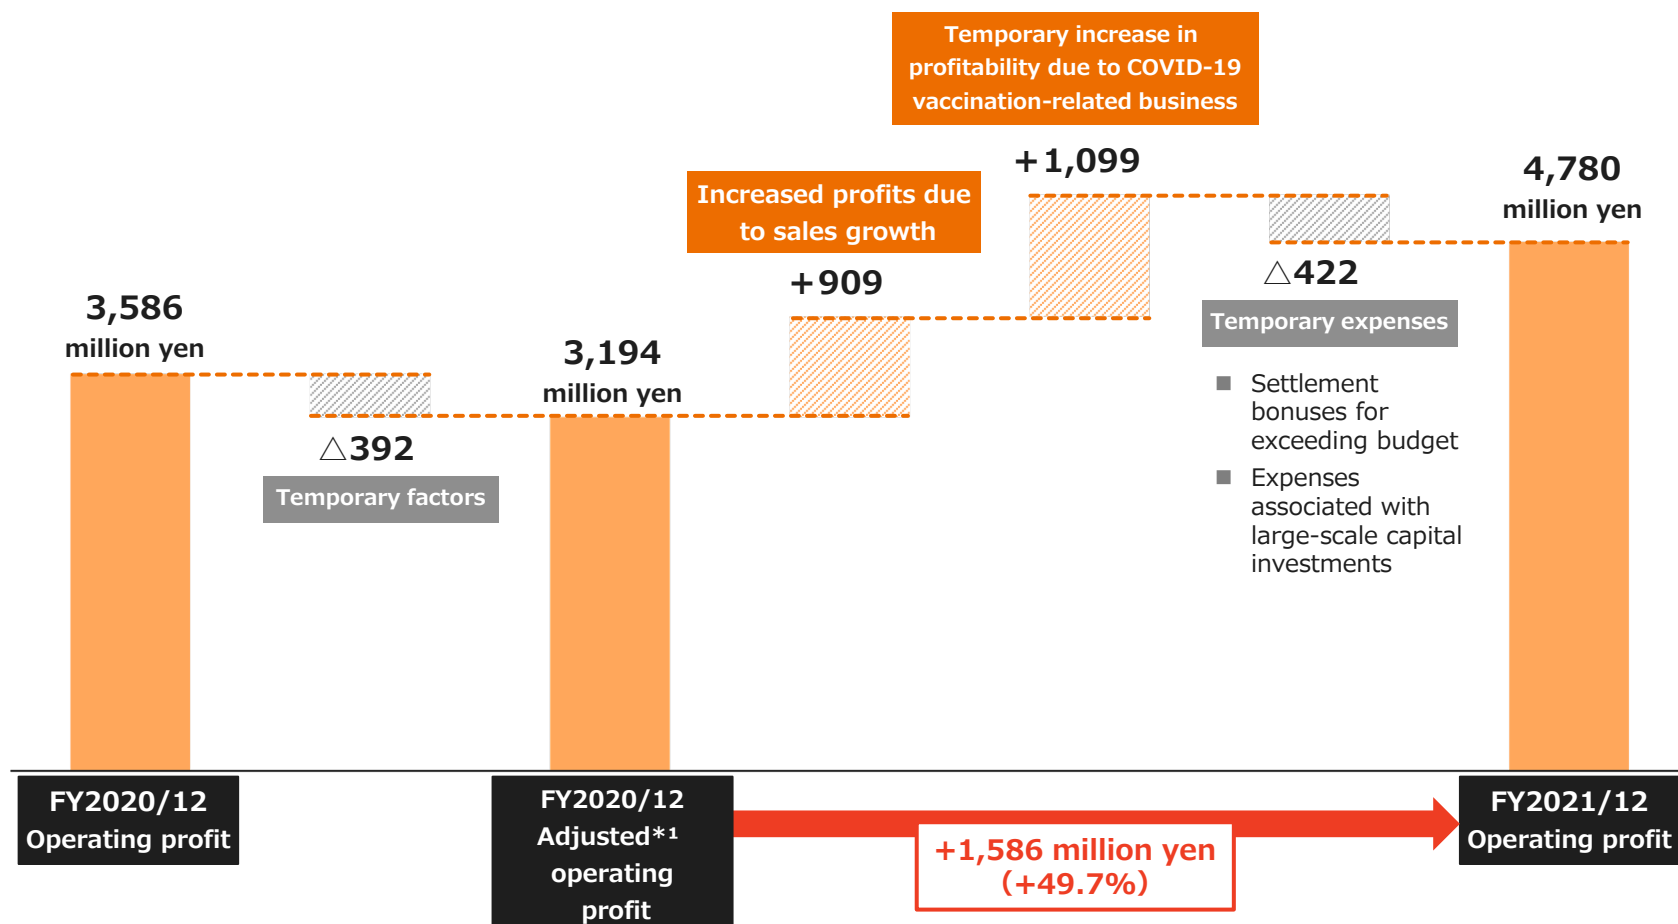 Temporary increase in
profitability due to COVID-19
vaccination-related business
+1,099
4,780
million yen
Increased profits due
to sales growth
+909
△422
Temporary expenses
■ Settlement
bonuses for
exceeding budget
■ Expenses
associated with
large-scale capital
investments
3,586
million yen
3,194
million yen
△392
Temporary factors
FY2020/12
Operating profit
FY2020/12
Adjusted*1
operating
profit
+1,586 million yen
(+49.7%)
FY2021/12
Operating profit